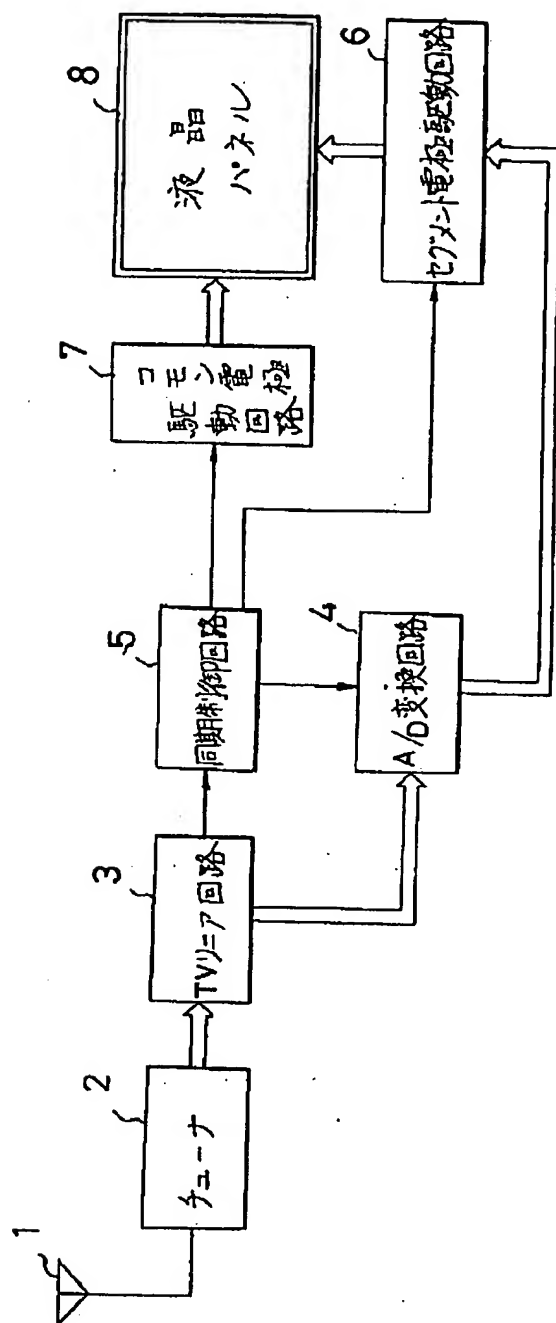 1
2
チューナ
3
TVリニア回路
5
同期制御回路
4
A/D変換回路
7
コモン電極
駆動回路
8
液晶
パネル
6
セグメント電極駆動回路